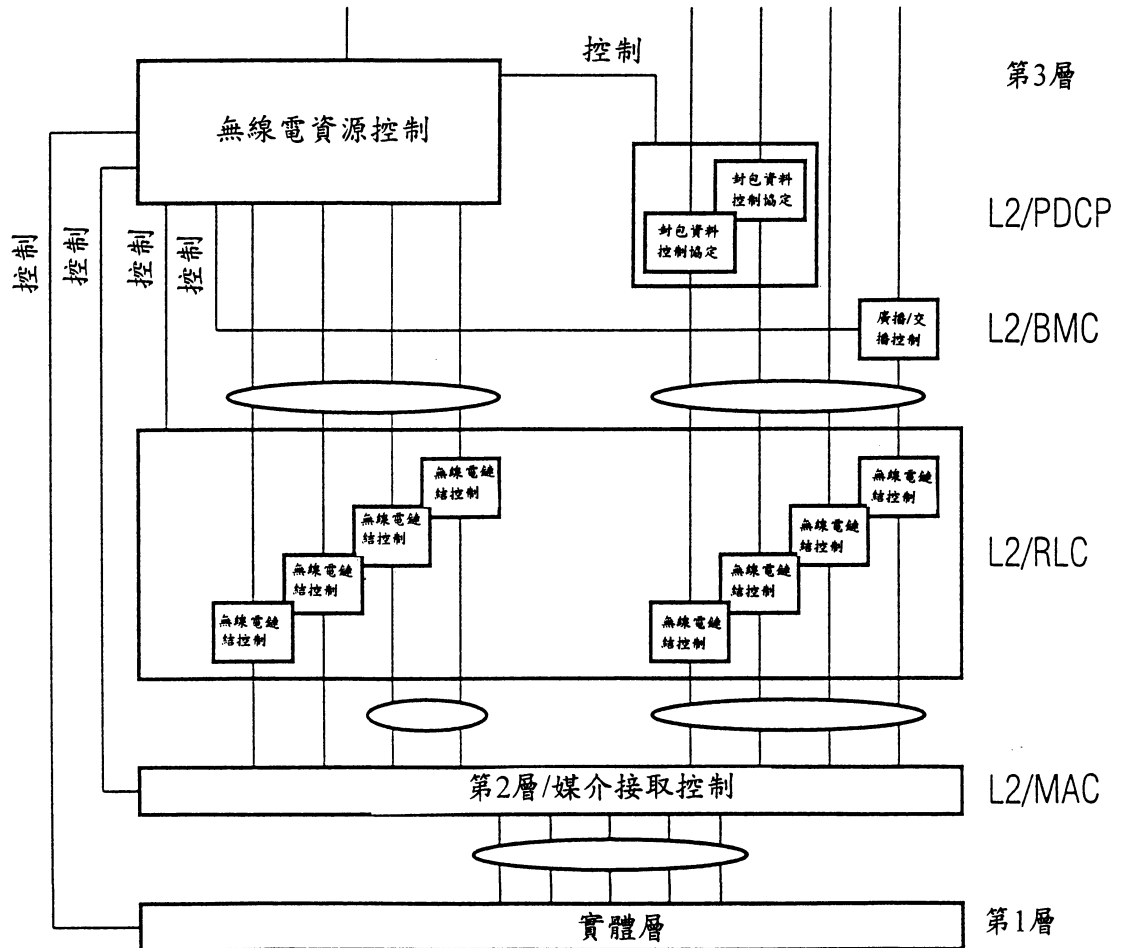 控制
第3層
無線電資源控制
封包資料
控制協定
L2/PDCP
封包資料
控制協定
控制
控制
控制
控制
廣播/交
播控制
L2/BMC
無線電鏈
結控制
無線電鏈
結控制
無線電鏈
結控制
無線電鏈
結控制
無線電鏈
結控制
無線電鏈
結控制
無線電鏈
結控制
無線電鏈
結控制
L2/RLC
第2層/媒介接取控制
L2/MAC
實體層
第1層